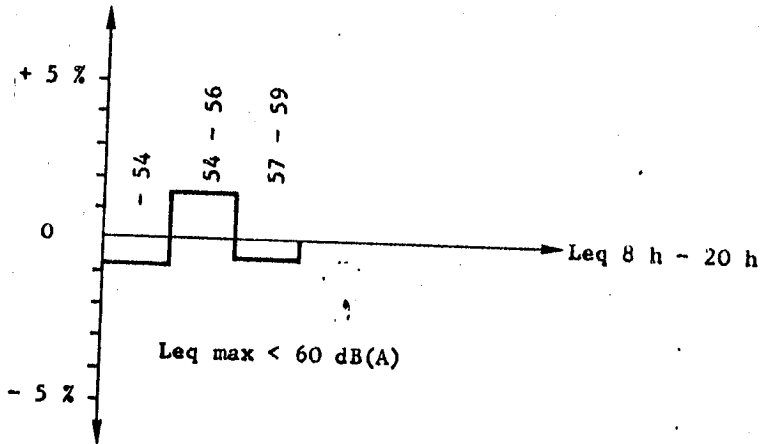 + 5 %
- 54
54 - 56
57 - 59
0
Leq 8 h - 20 h
Leq max < 60 dB(A)
- 5 %